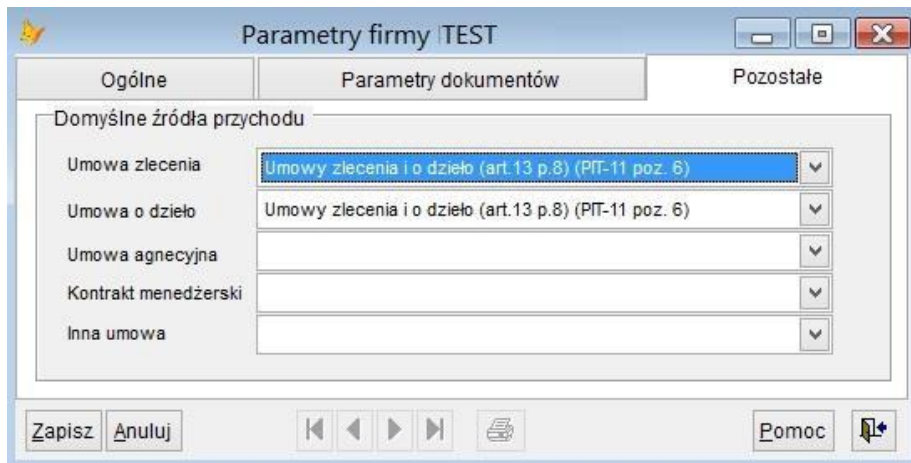 Parametry firmy TEST
Ogólne Parametry dokumentów Pozostałe
Domyślne źródła przychodu
Umowa zlecenia Umowy zlecenia i o dzieło (art.13 p.8) (PIT-11 poz. 6)
Umowa o dzieło Umowy zlecenia i o dzieło (art.13 p.8) (PIT-11 poz. 6)
Umowa agnecyjna
Kontrakt menedżerski
Inna umowa
Zapisz Anuluj Pomoc